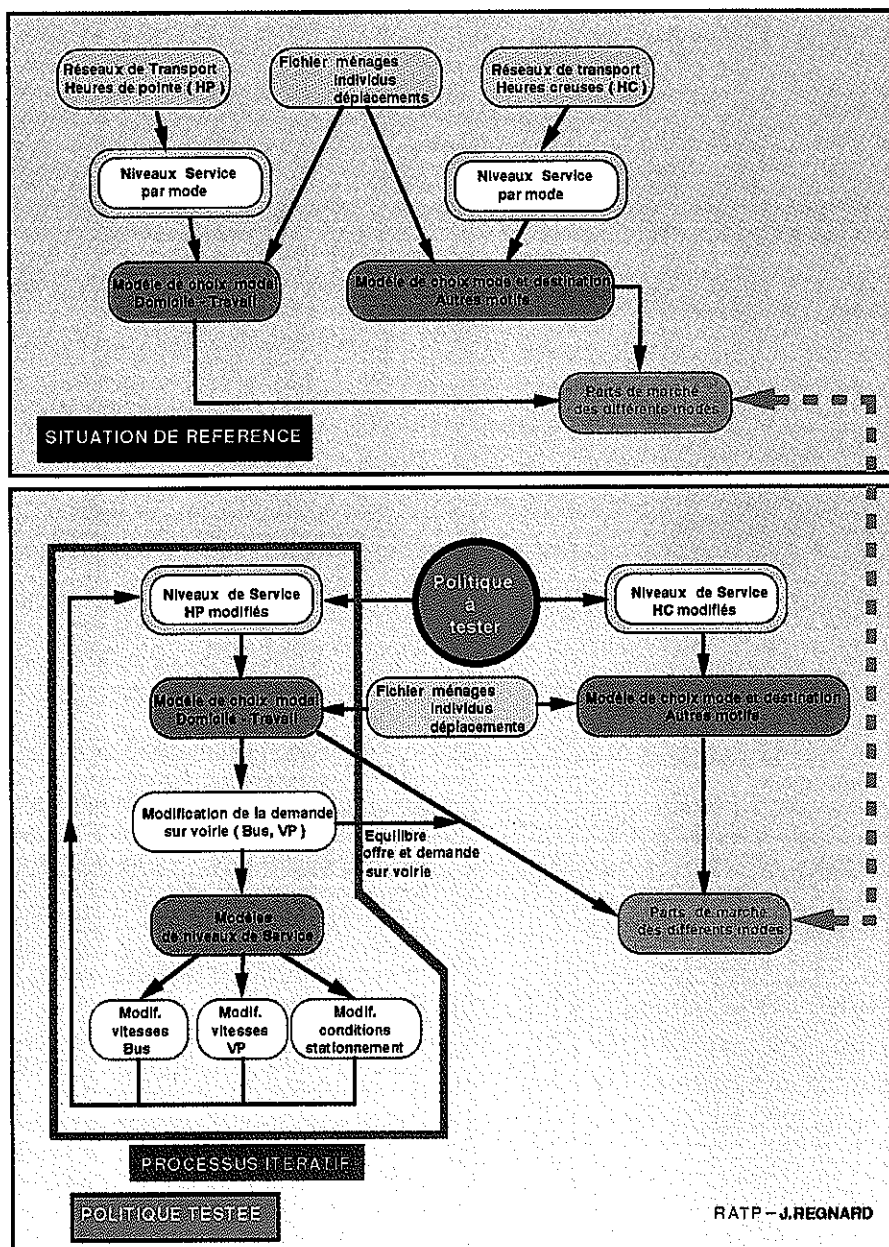 Réseaux de Transport
Heures de pointe ( HP )
Fichier ménages
individus
déplacements
Réseaux de transport
Heures creuses ( HC )
Niveaux Service
par mode
Niveaux Service
par mode
Modèle de choix modal
Domicile - Travail
Modèle de choix mode et destination
Autres motifs
Parts de marché
des différents modes
SITUATION DE REFERENCE
Niveaux de Service
HP modifiés
Politique
à
tester
Niveaux de Service
HC modifiés
Modèle de choix modal
Domicile - Travail
Fichier ménages
individus
déplacements
Modèle de choix mode et destination
Autres motifs
Modification de la demande
sur voirie ( Bus, VP )
Equilibre
offre et demande
sur voirie
Modèles
de niveaux de Service
Parts de marché
des différents modes
Modif.
vitesses
Bus
Modif.
vitesses
VP
Modif.
conditions
stationnement
PROCESSUS ITERATIF
POLITIQUE TESTEE
RATP - J.REGNARD